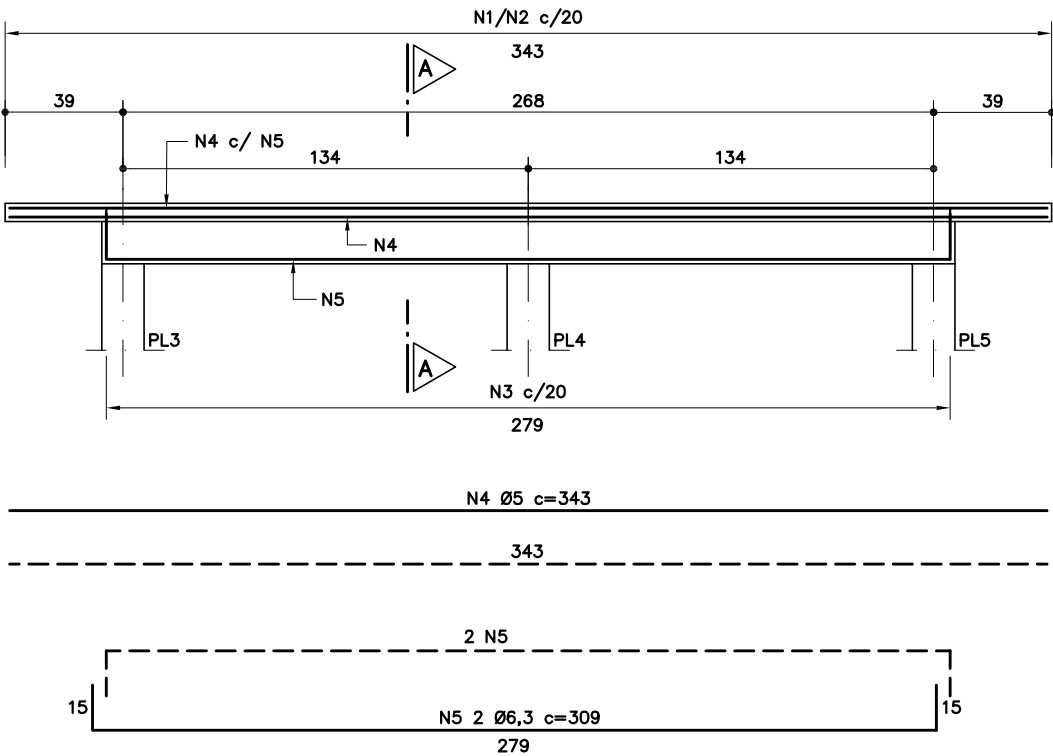 N1/N2 c/20
343
A
39
268
39
N4 c/ N5
134
134
N4
N5
PL3
PL4
PL5
A
N3 c/20
279
N4 Ø5 c=343
343
2 N5
15
15
N5 2 Ø6,3 c=309
279